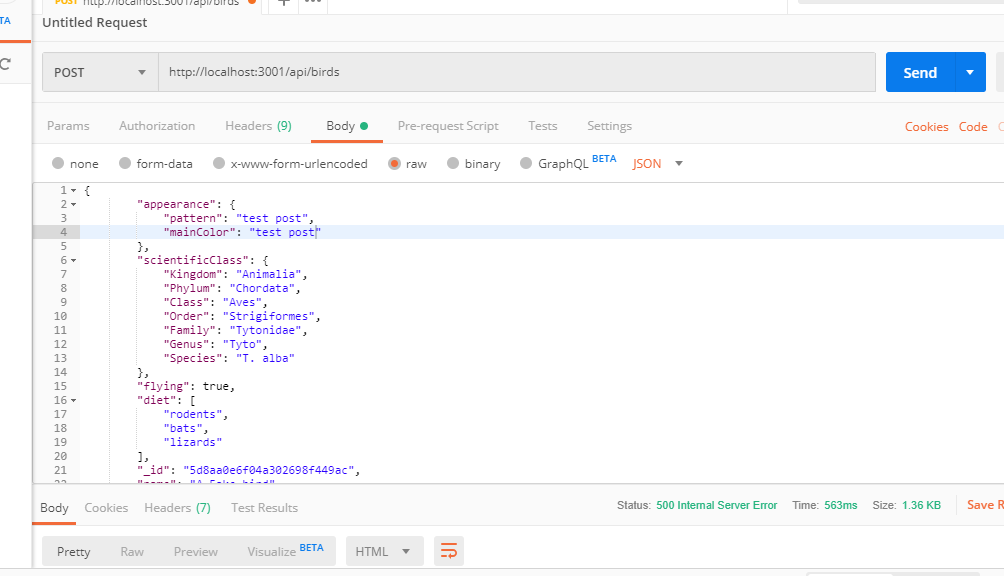 POST http://localhost:3001/api/birds
TA
Untitled Request
POST http://localhost:3001/api/birds Send
Params Authorization Headers (9) Body Pre-request Script Tests Settings Cookies Code
none form-data x-www-form-urlencoded raw binary GraphQL BETA JSON
1 {
2 "appearance": {
3 "pattern": "test post",
4 "mainColor": "test post"
5 },
6 "scientificClass": {
7 "Kingdom": "Animalia",
8 "Phylum": "Chordata",
9 "Class": "Aves",
10 "Order": "Strigiformes",
11 "Family": "Tytonidae",
12 "Genus": "Tyto",
13 "Species": "T. alba"
14 },
15 "flying": true,
16 "diet": [
17 "rodents",
18 "bats",
19 "lizards"
20 ],
21 "_id": "5d8aa0e6f04a302698f449ac",
22 "name": "A Fake bird"
Body Cookies Headers (7) Test Results Status: 500 Internal Server Error Time: 563ms Size: 1.36 KB Save R
Pretty Raw Preview Visualize BETA HTML